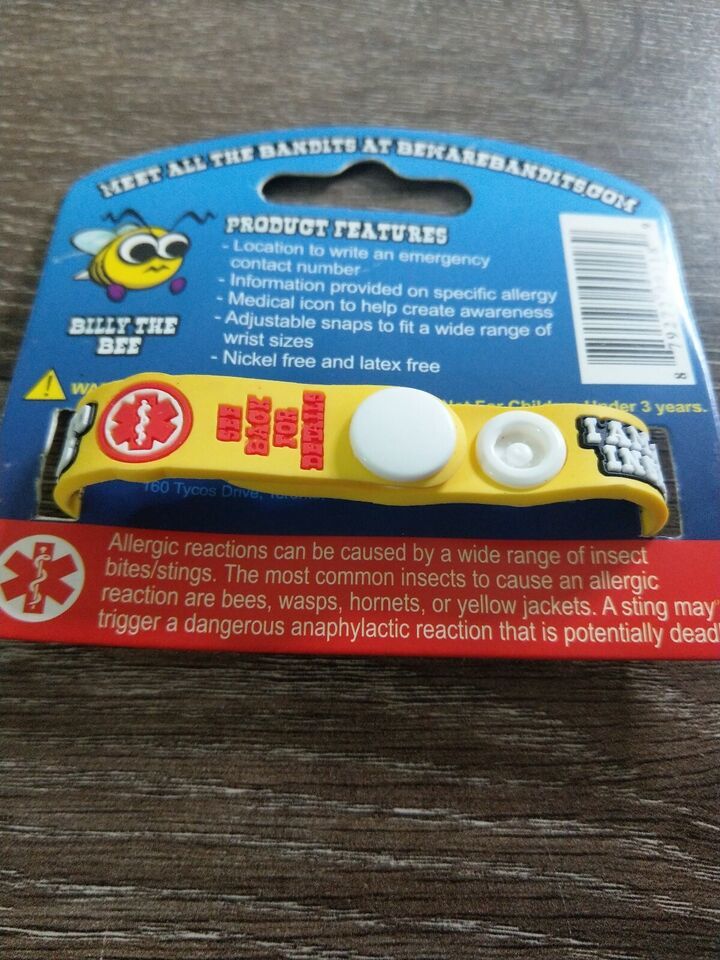 MEET ALL THE BANDITS AT BEWAREBANDITS.COM
PRODUCT FEATURES
- Location to write an emergency
contact number
- Information provided on specific allergy
- Medical icon to help create awareness
- Adjustable snaps to fit a wide range of
wrist sizes
- Nickel free and latex free
BILLY THE
BEE
Under 3 years.
SEE
BACK
FOR
DETAILS
I AM
160 Tycos Drive,
Allergic reactions can be caused by a wide range of insect
bites/stings. The most common insects to cause an allergic
reaction are bees, wasps, hornets, or yellow jackets. A sting may
trigger a dangerous anaphylactic reaction that is potentially